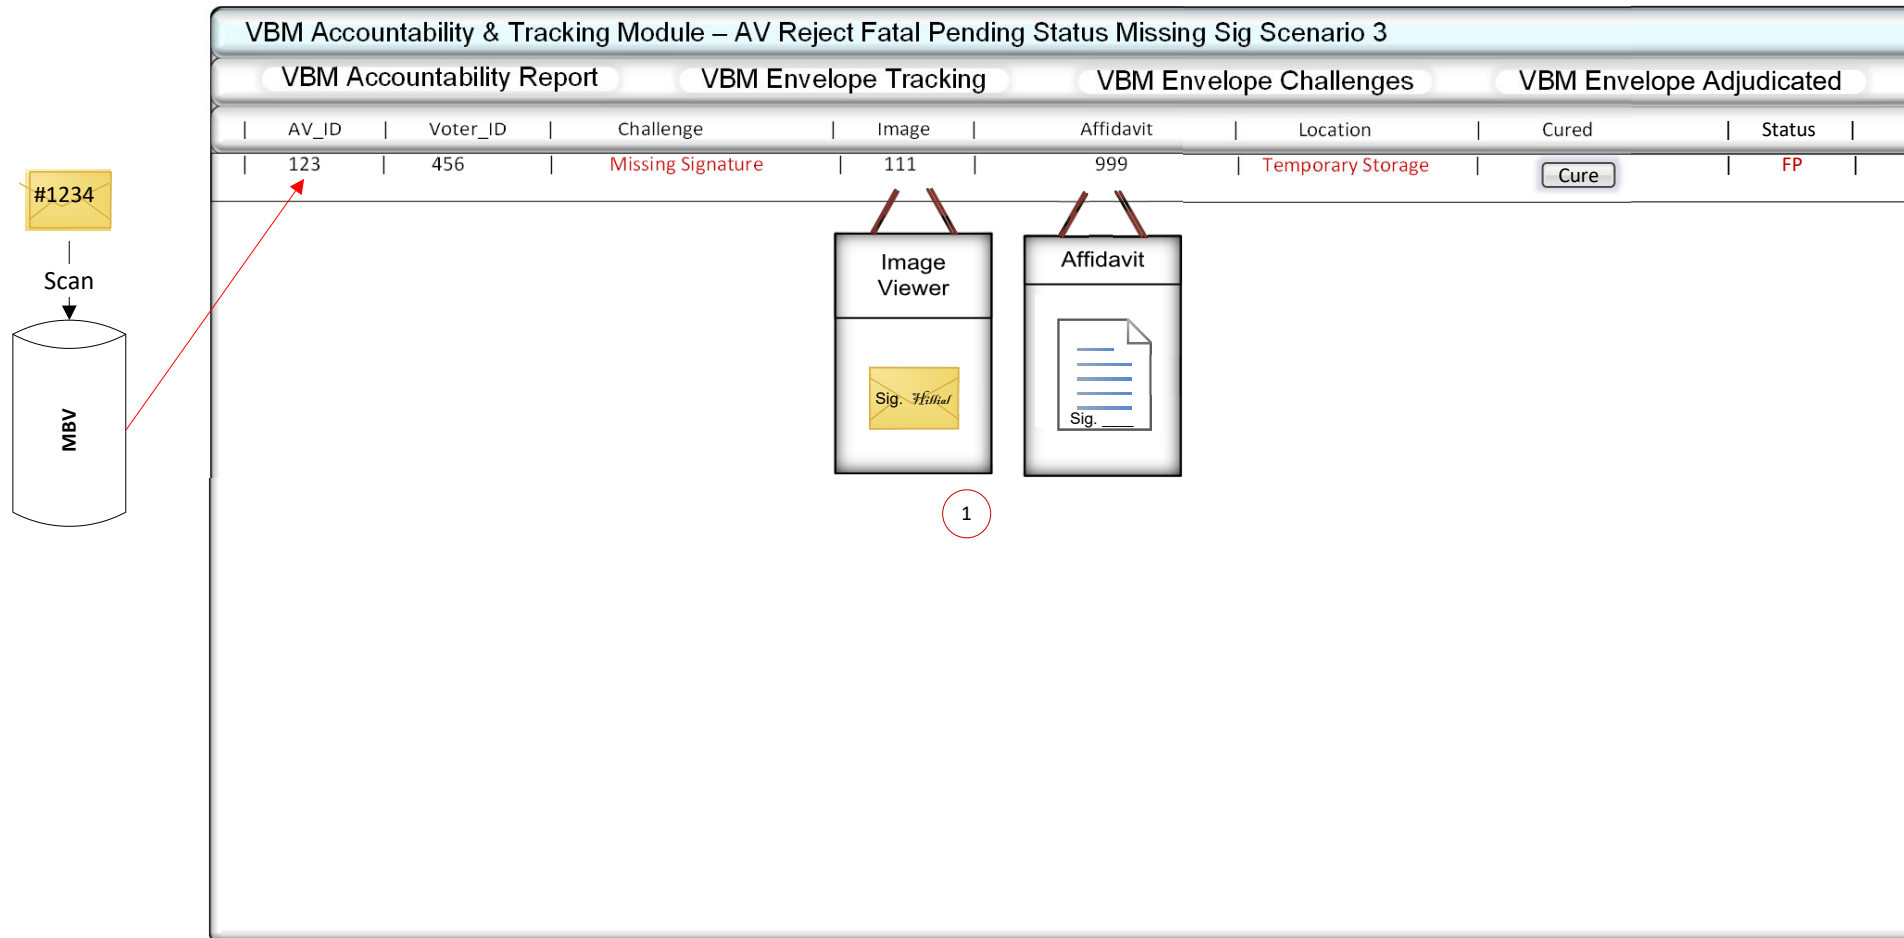 VBM Accountability & Tracking Module – AV Reject Fatal Pending Status Missing Sig Scenario 3
VBM Accountability Report VBM Envelope Tracking VBM Envelope Challenges VBM Envelope Adjudicated
| AV_ID | Voter_ID | Challenge | Image | Affidavit | Location | Cured | Status |
| 123 | 456 | Missing Signature | 111 | 999 | Temporary Storage | Cure | FP |
#1234
Scan
MBV
Image
Viewer
Sig.
Affidavit
Sig. ____
1